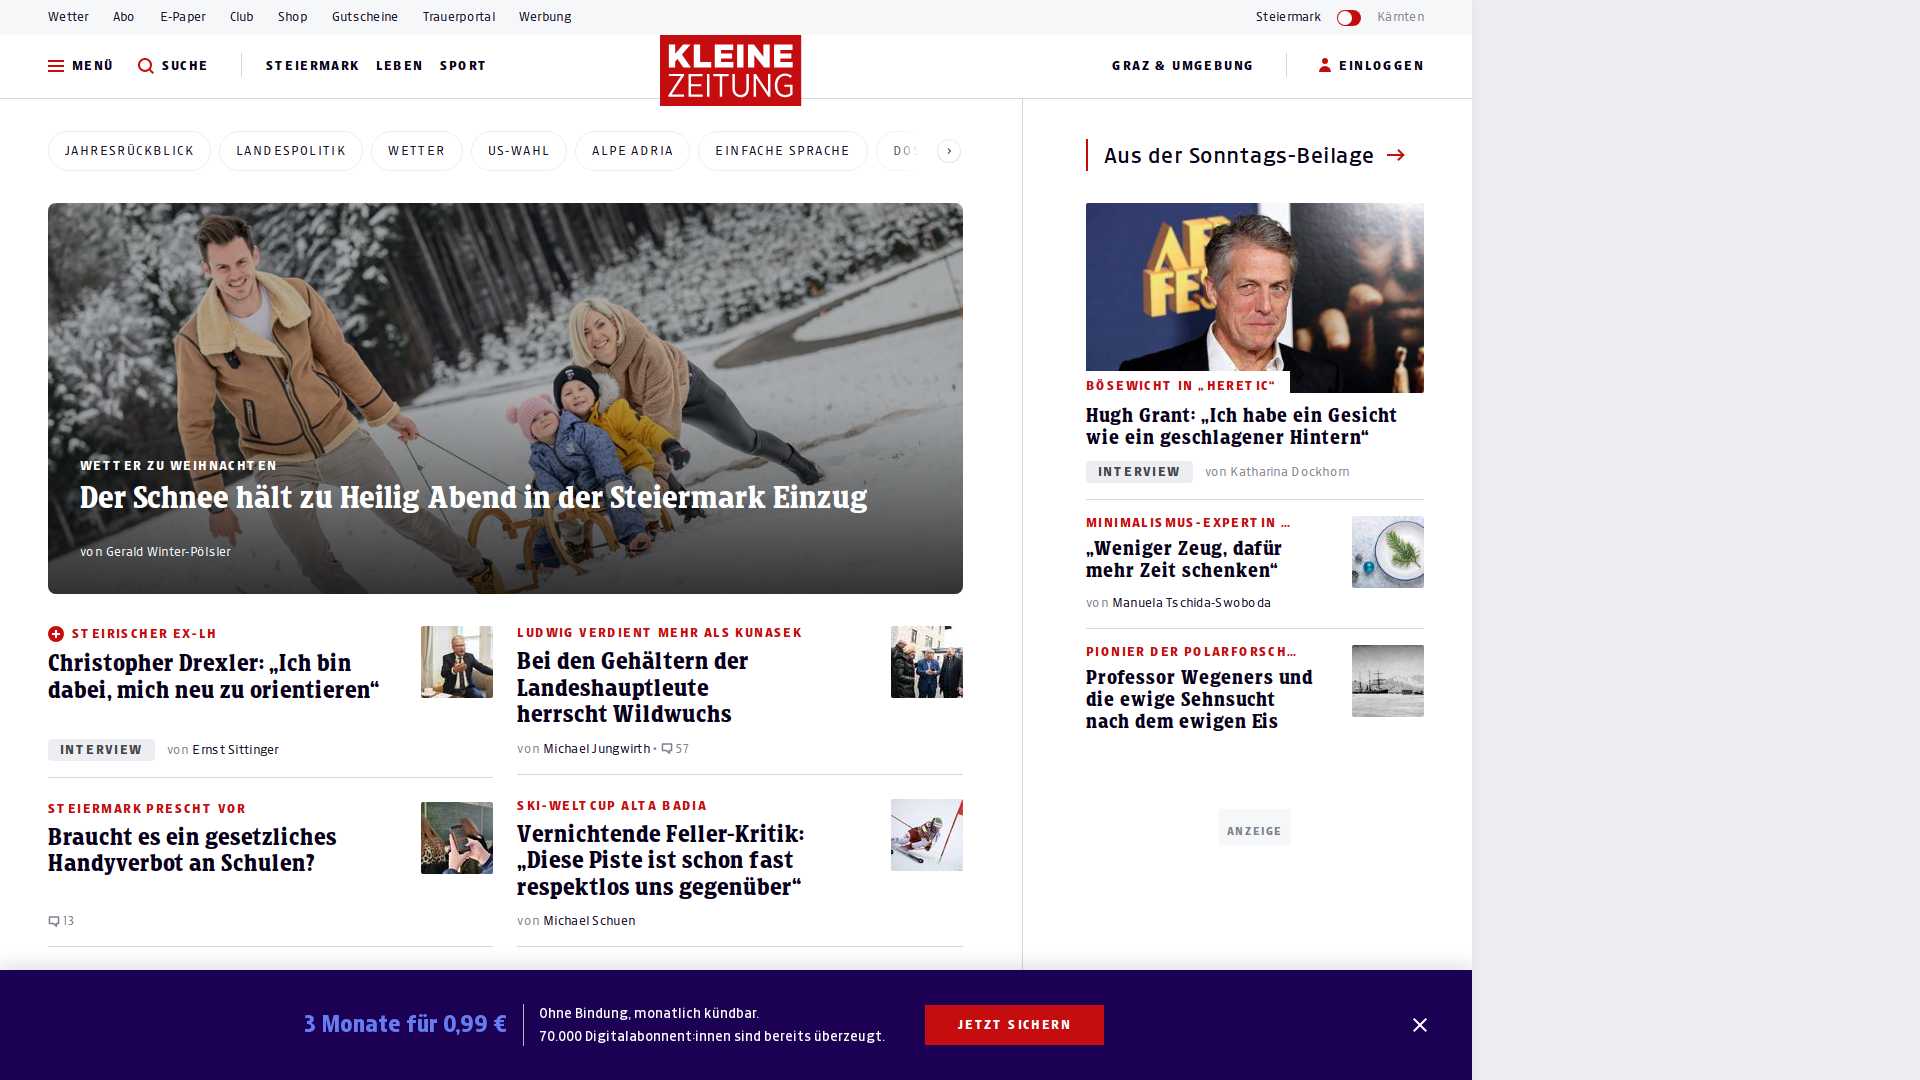 Wetter Abo E-Paper Club Shop Gutscheine Trauerportal Werbung Steiermark Kärnten
MENÜ SUCHE STEIERMARK LEBEN SPORT KLEINE ZEITUNG GRAZ & UMGEBUNG EINLOGGEN
JAHRESRÜCKBLICK LANDESPOLITIK WETTER US-WAHL ALPE ADRIA EINFACHE SPRACHE
WETTER ZU WEIHNACHTEN
Der Schnee hält zu Heilig Abend in der Steiermark Einzug
von Gerald Winter-Pölsler
STEIRISCHER EX-LH
Christopher Drexler: „Ich bin
dabei, mich neu zu orientieren“
INTERVIEW von Ernst Sittinger
LUDWIG VERDIENT MEHR ALS KUNASEK
Bei den Gehältern der
Landeshauptleute
herrscht Wildwuchs
von Michael Jungwirth • 57
STEIERMARK PRESCHT VOR
Braucht es ein gesetzliches
Handyverbot an Schulen?
13
SKI-WELTCUP ALTA BADIA
Vernichtende Feller-Kritik:
„Diese Piste ist schon fast
respektlos uns gegenüber“
von Michael Schuen
Aus der Sonntags-Beilage
BÖSEWICHT IN „HERETIC“
Hugh Grant: „Ich habe ein Gesicht
wie ein geschlagener Hintern“
INTERVIEW von Katharina Dockhorn
MINIMALISMUS-EXPERTIN ...
„Weniger Zeug, dafür
mehr Zeit schenken“
von Manuela Tschida-Swoboda
PIONIER DER POLARFORSCH...
Professor Wegeners und
die ewige Sehnsucht
nach dem ewigen Eis
ANZEIGE
3 Monate für 0,99 €
Ohne Bindung, monatlich kündbar.
70.000 Digitalabonnent:innen sind bereits überzeugt.
JETZT SICHERN